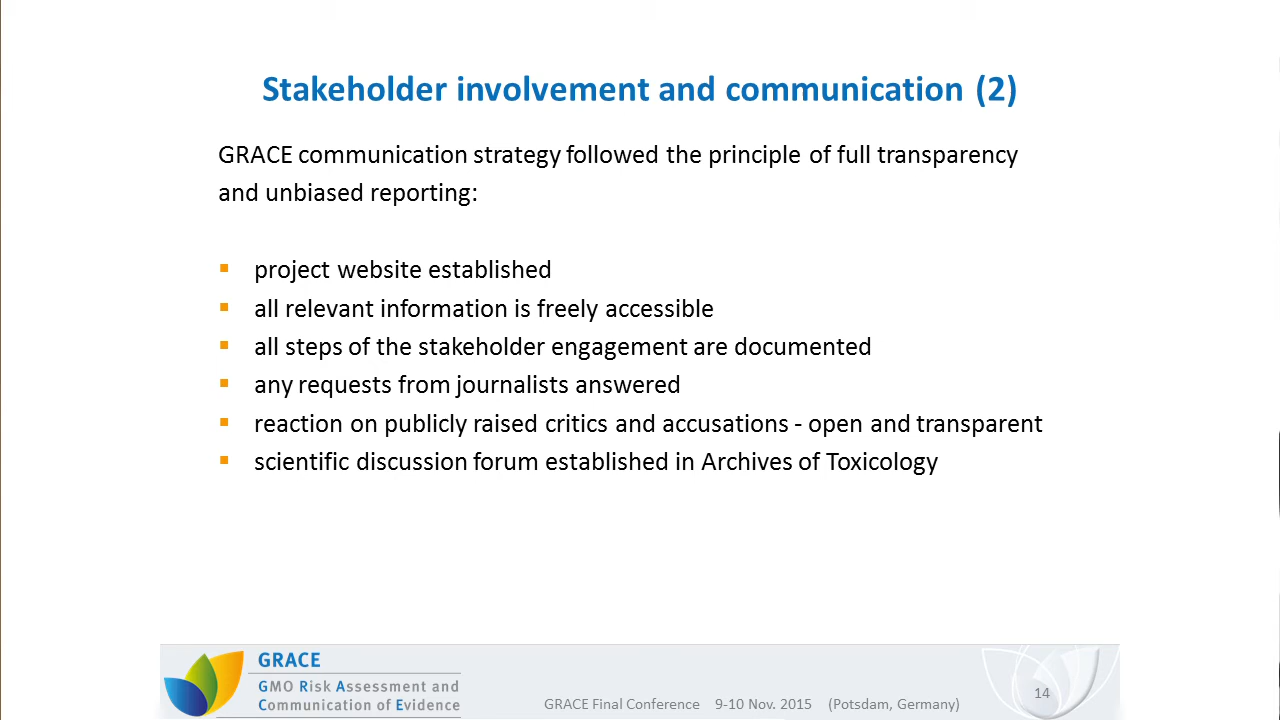 Stakeholder involvement and communication (2)
GRACE communication strategy followed the principle of full transparency
and unbiased reporting:
▪ project website established
▪ all relevant information is freely accessible
▪ all steps of the stakeholder engagement are documented
▪ any requests from journalists answered
▪ reaction on publicly raised critics and accusations - open and transparent
▪ scientific discussion forum established in Archives of Toxicology
GRACE
GMO Risk Assessment and
Communication of Evidence
GRACE Final Conference 9-10 Nov. 2015 (Potsdam, Germany)
14